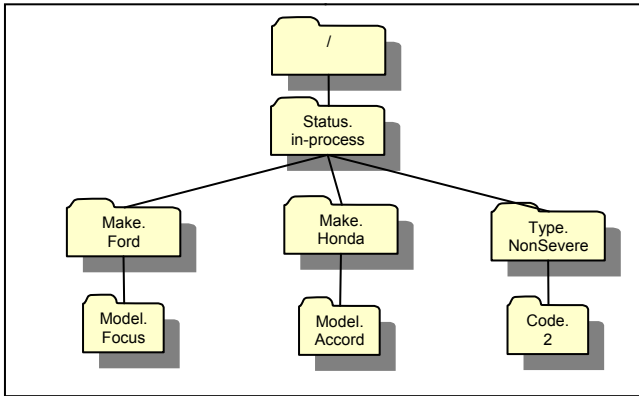 /
Status.
in-process
Make.
Ford
Make.
Honda
Type.
NonSevere
Model.
Focus
Model.
Accord
Code.
2